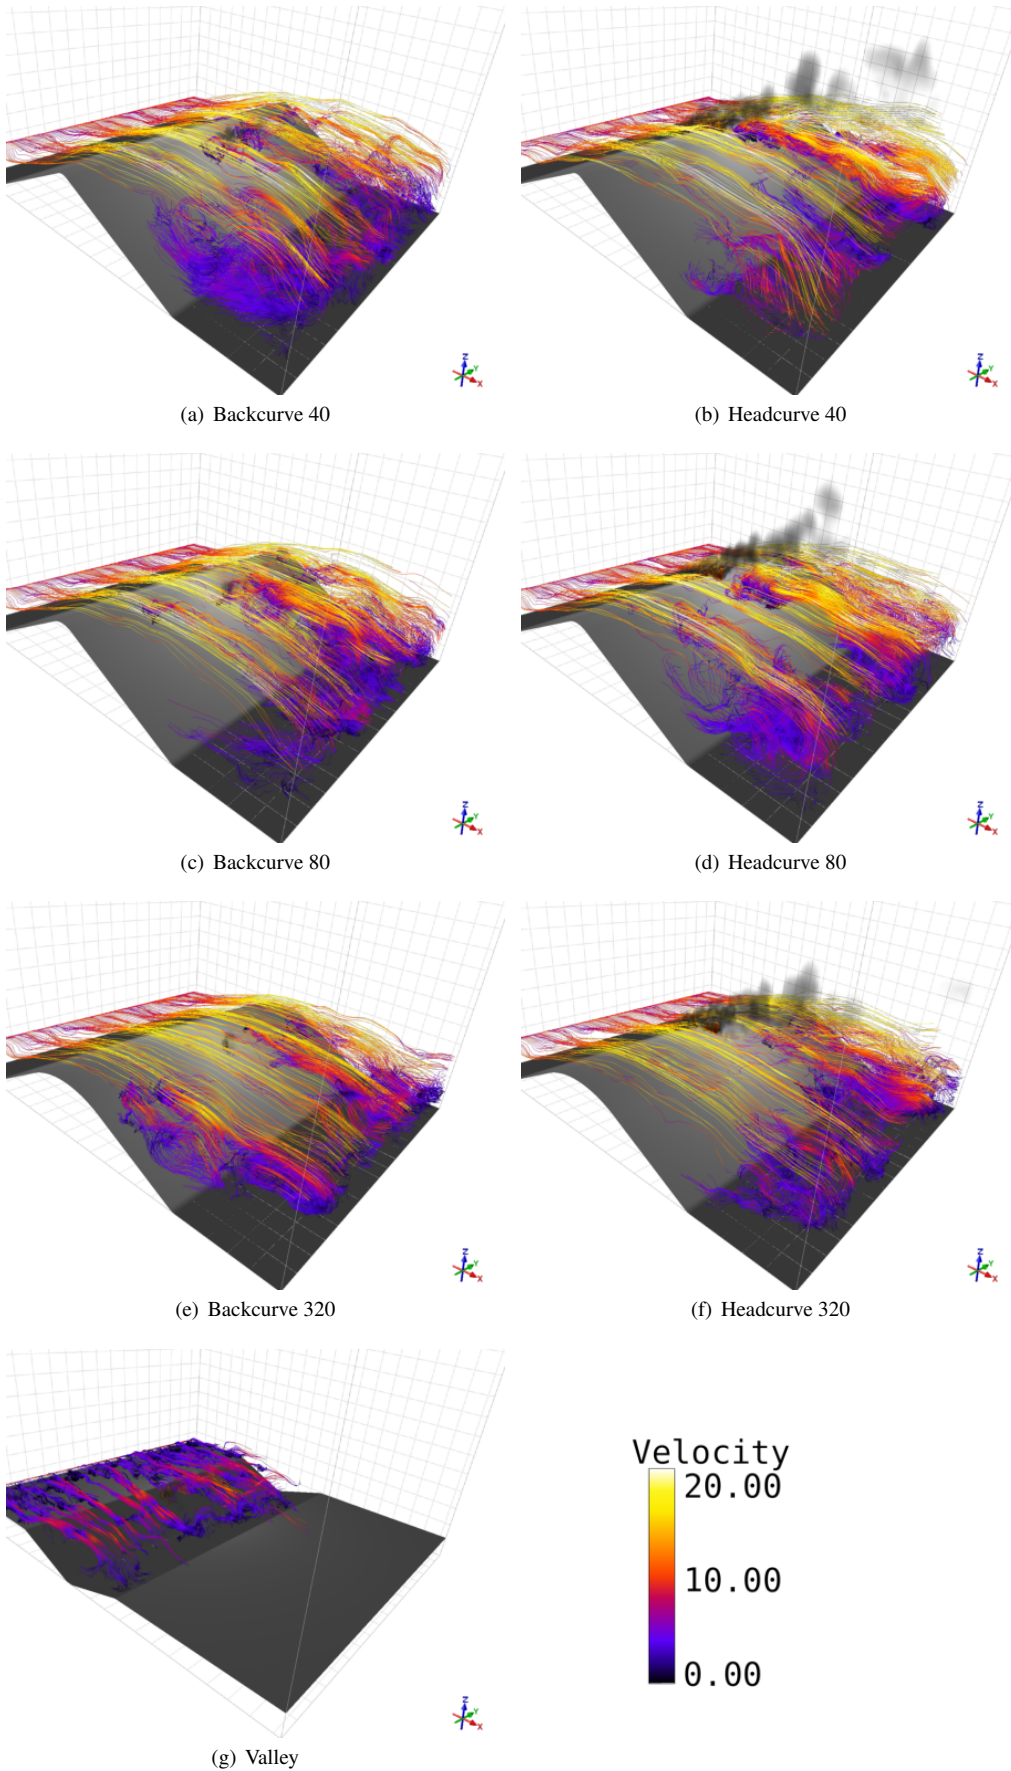 Z
Y
X
Z
Y
X
(a) Backcurve 40
(b) Headcurve 40
Z
Y
X
Z
Y
X
(c) Backcurve 80
(d) Headcurve 80
Z
Y
X
Z
Y
X
(e) Backcurve 320
(f) Headcurve 320
Velocity
20.00
10.00
0.00
Z
Y
X
(g) Valley